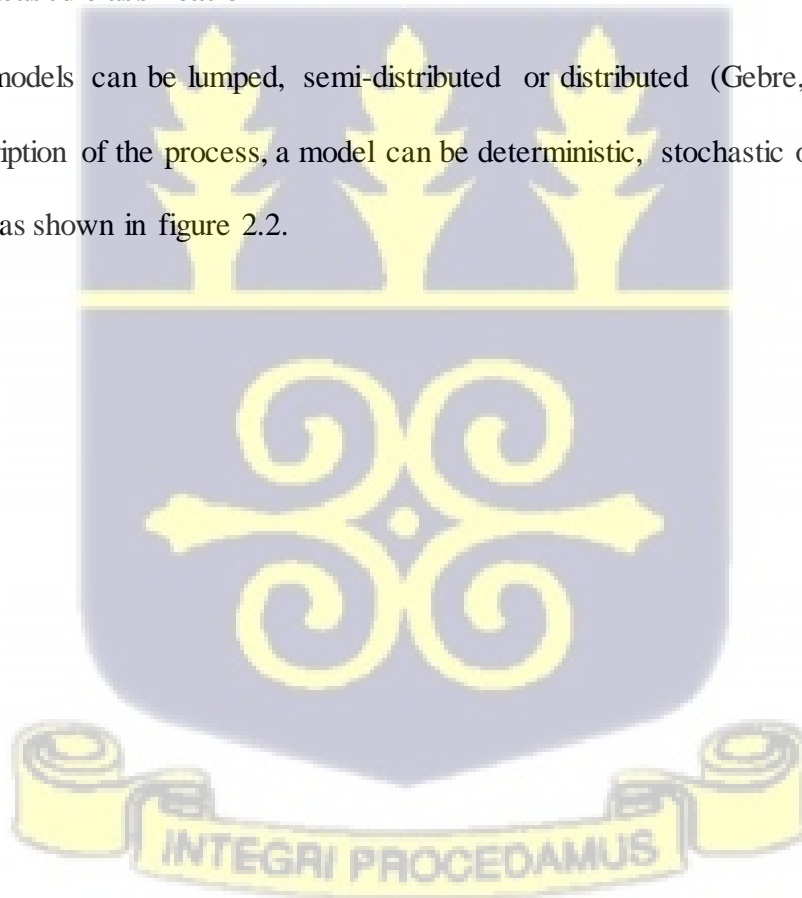 models can be lumped, semi-distributed or distributed (Gebre,
of the process, a model can be deterministic, stochastic
as shown in figure 2.2.
INTEGRI PROCEDAMUS